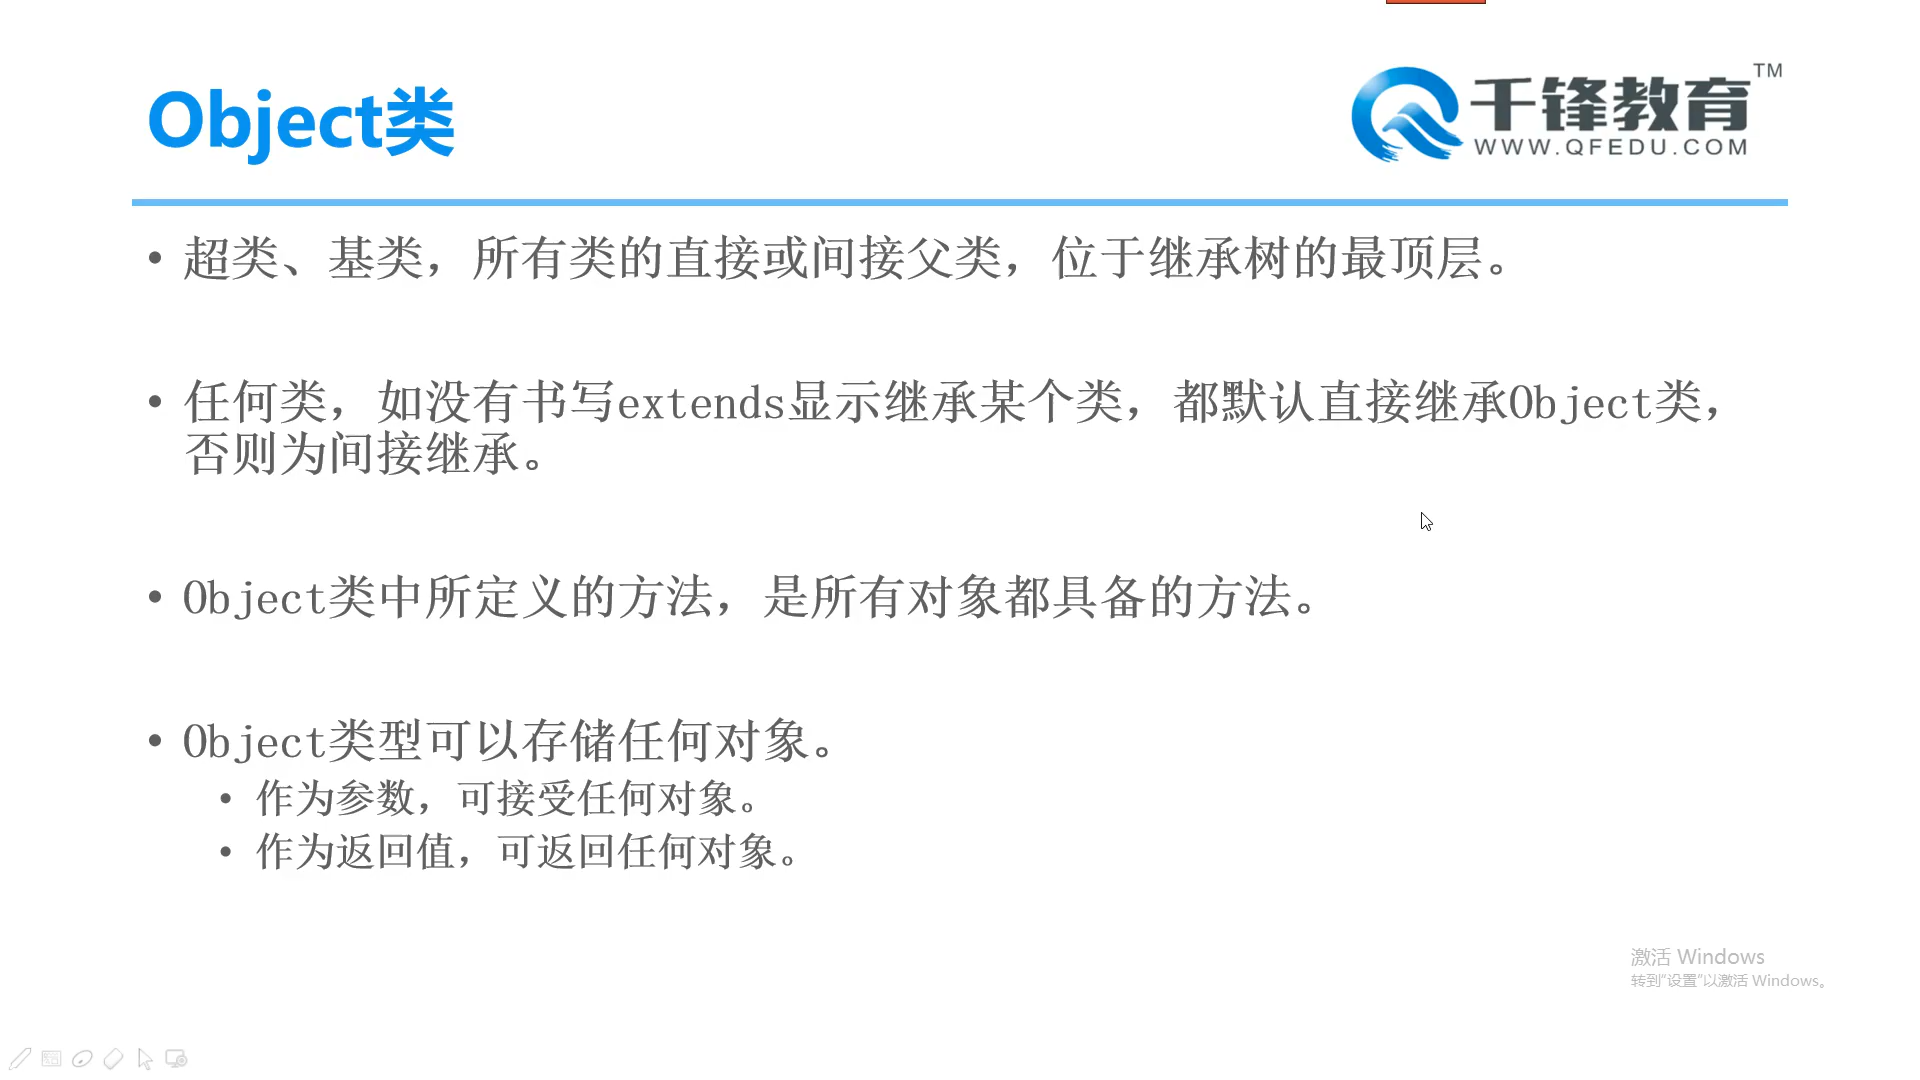 Object类
千锋教育TM
WWW.QFEDU.COM
• 超类、基类，所有类的直接或间接父类，位于继承树的最顶层。
• 任何类，如没有书写extends显示继承某个类，都默认直接继承Object类，
否则为间接继承。
• Object类中所定义的方法，是所有对象都具备的方法。
• Object类型可以存储任何对象。
• 作为参数，可接受任何对象。
• 作为返回值，可返回任何对象。
激活 Windows
转到“设置”以激活 Windows。